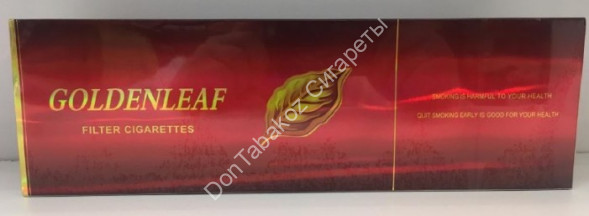 GOLDENLEAF
FILTER CIGARETTES
SMOKING IS HARMFUL TO YOUR HEALTH
QUIT SMOKING EARLY IS GOOD FOR YOUR HEALTH
DonTabakoz Сигареты